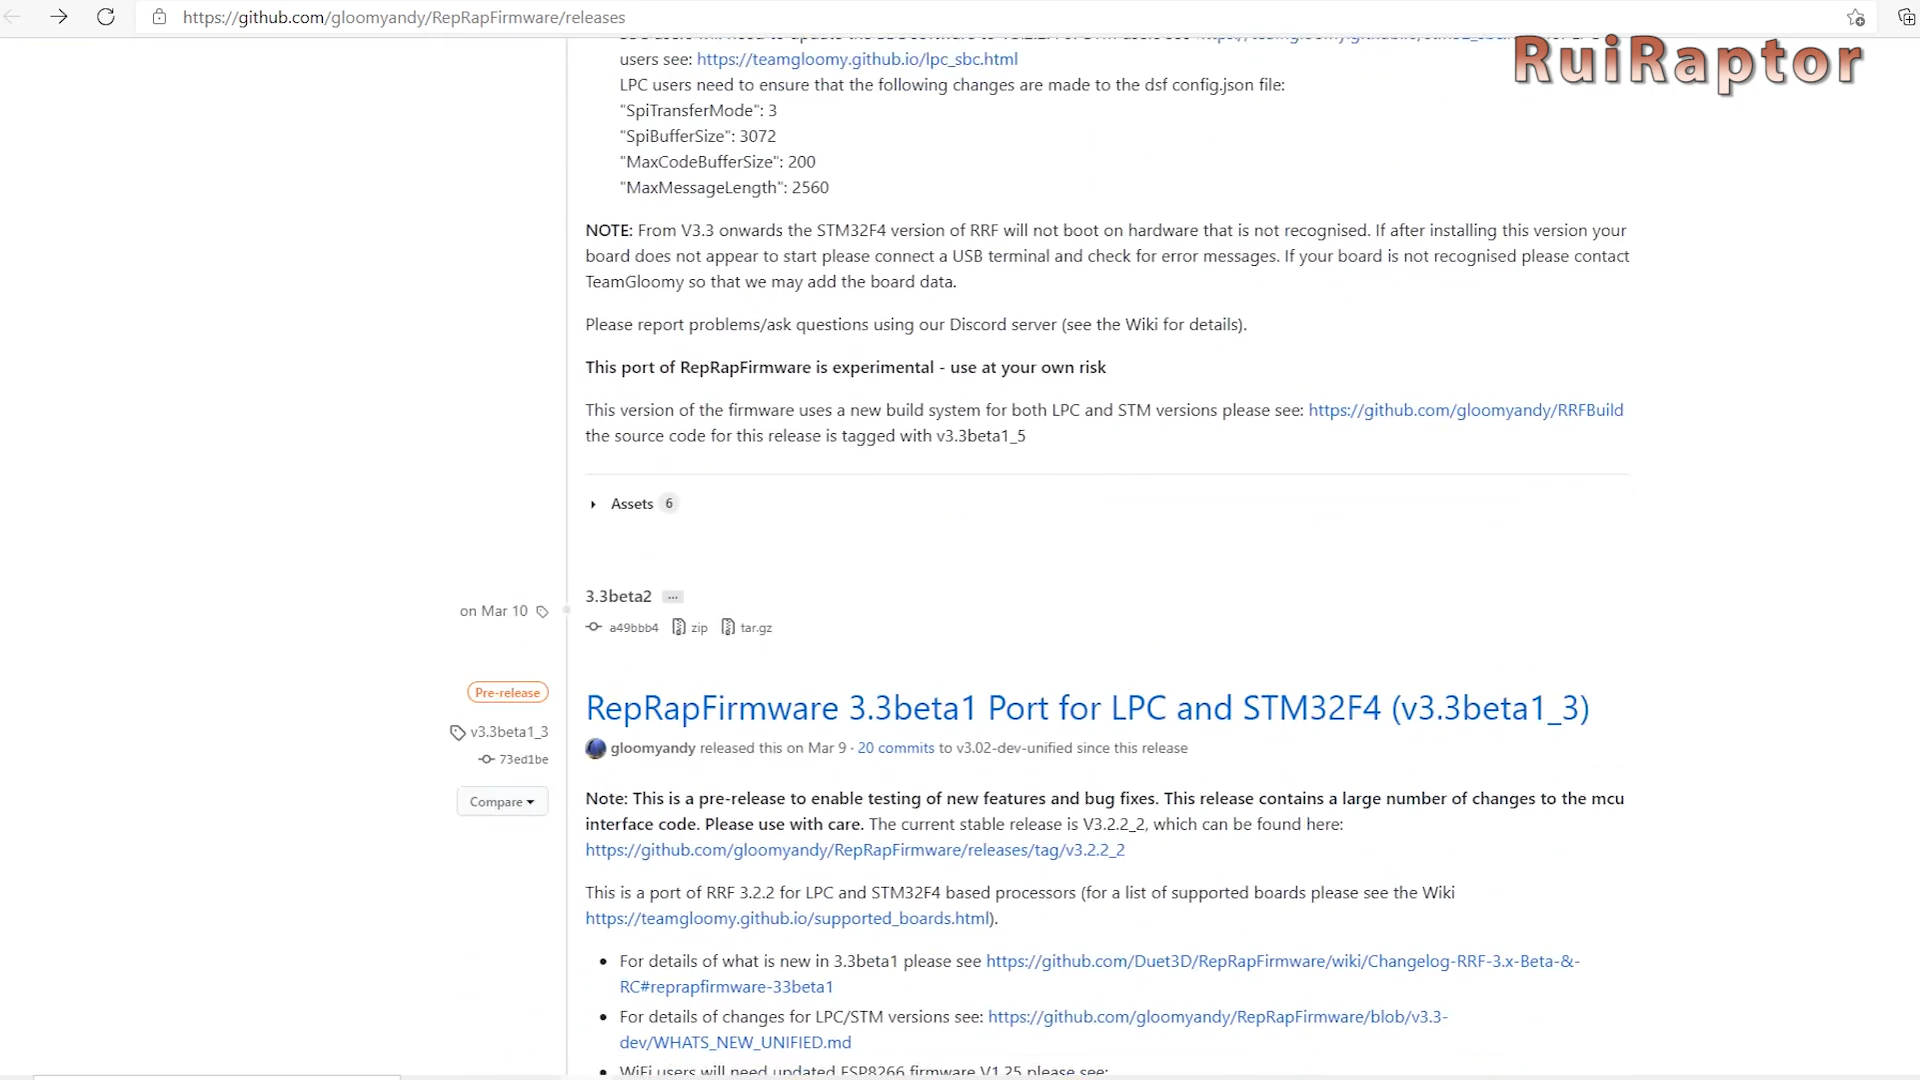 https://github.com/gloomyandy/RepRapFirmware/releases
RuiRaptor
users see: https://teamgloomy.github.io/lpc_sbc.html
LPC users need to ensure that the following changes are made to the dsf config.json file:
"SpiTransferMode": 3
"SpiBufferSize": 3072
"MaxCodeBufferSize": 200
"MaxMessageLength": 2560
NOTE: From V3.3 onwards the STM32F4 version of RRF will not boot on hardware that is not recognised. If after installing this version your
board does not appear to start please connect a USB terminal and check for error messages. If your board is not recognised please contact
TeamGloomy so that we may add the board data.
Please report problems/ask questions using our Discord server (see the Wiki for details).
This port of RepRapFirmware is experimental - use at your own risk
This version of the firmware uses a new build system for both LPC and STM versions please see: https://github.com/gloomyandy/RRFBuild
the source code for this release is tagged with v3.3beta1_5
Assets 6
on Mar 10
3.3beta2 ...
a49bbb4 zip tar.gz
Pre-release
v3.3beta1_3
73ed1be
Compare
RepRapFirmware 3.3beta1 Port for LPC and STM32F4 (v3.3beta1_3)
gloomyandy released this on Mar 9 · 20 commits to v3.02-dev-unified since this release
Note: This is a pre-release to enable testing of new features and bug fixes. This release contains a large number of changes to the mcu
interface code. Please use with care. The current stable release is V3.2.2_2, which can be found here:
https://github.com/gloomyandy/RepRapFirmware/releases/tag/v3.2.2_2
This is a port of RRF 3.2.2 for LPC and STM32F4 based processors (for a list of supported boards please see the Wiki
https://teamgloomy.github.io/supported_boards.html).
For details of what is new in 3.3beta1 please see https://github.com/Duet3D/RepRapFirmware/wiki/Changelog-RRF-3.x-Beta-&-
RC#reprapfirmware-33beta1
For details of changes for LPC/STM versions see: https://github.com/gloomyandy/RepRapFirmware/blob/v3.3-
dev/WHATS_NEW_UNIFIED.md
WiFi users will need updated ESP8266 firmware V1.25 please see: